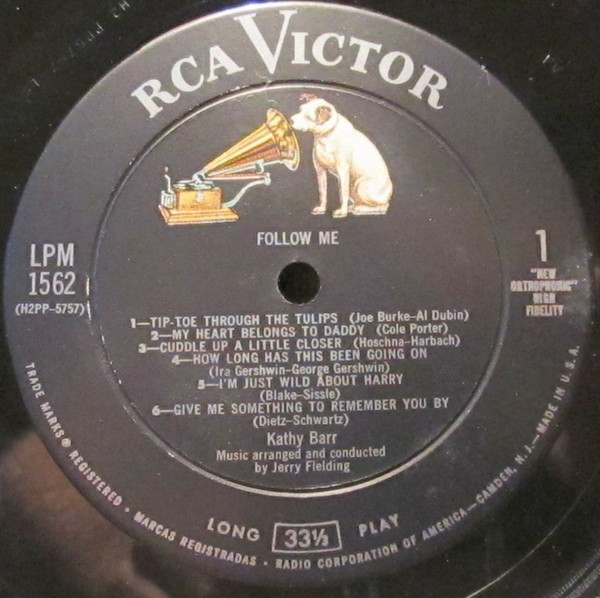 RCA VICTOR
FOLLOW ME
LPM
1562
(H2PP-5757)
1
"NEW
ORTHOPHONIC"
HIGH
FIDELITY
1—TIP-TOE THROUGH THE TULIPS (Joe Burke-Al Dubin)
2—MY HEART BELONGS TO DADDY (Cole Porter)
3—CUDDLE UP A LITTLE CLOSER (Hoschna-Harbach)
4—HOW LONG HAS THIS BEEN GOING ON
(Ira Gershwin-George Gershwin)
5—I'M JUST WILD ABOUT HARRY
(Blake-Sissle)
6—GIVE ME SOMETHING TO REMEMBER YOU BY
(Dietz-Schwartz)
Kathy Barr
Music arranged and conducted
by Jerry Fielding
LONG 33⅓ PLAY
TRADE MARKS ® REGISTERED • MARCAS REGISTRADAS • RADIO CORPORATION OF AMERICA—CAMDEN, N. J.—MADE IN U.S.A.